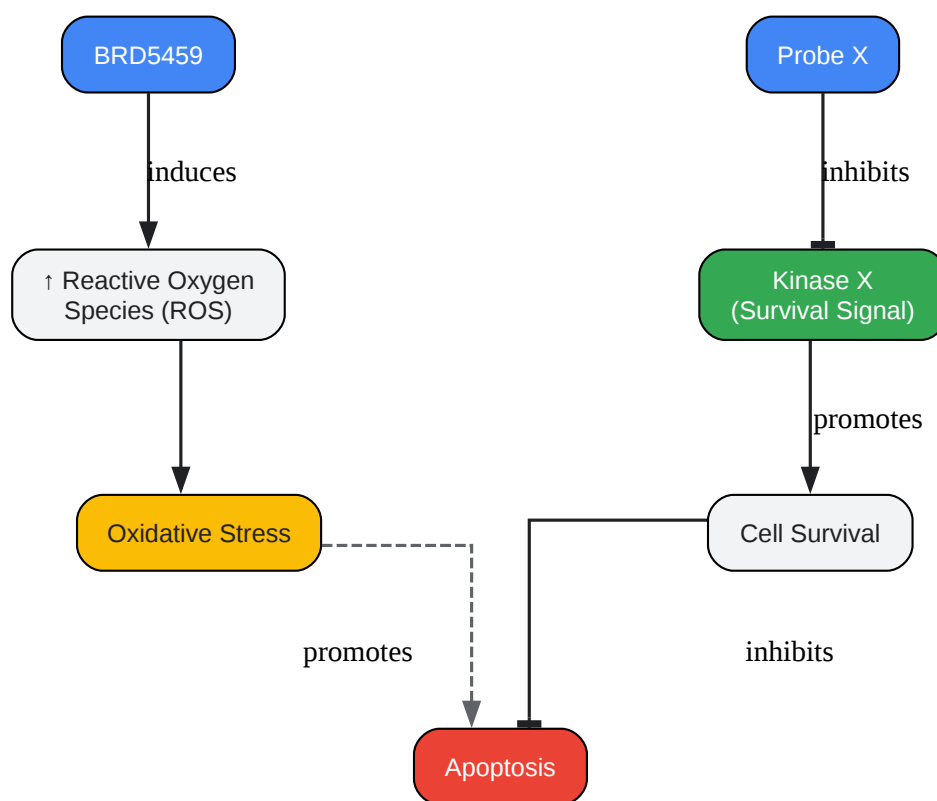 BRD5459
Probe X
induces
inhibits
↑ Reactive Oxygen
Species (ROS)
Kinase X
(Survival Signal)
promotes
Oxidative Stress
Cell Survival
promotes
inhibits
Apoptosis